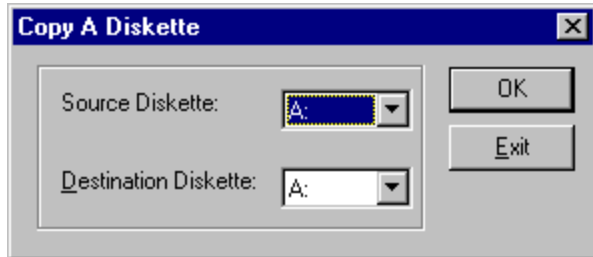 Copy A Diskette
Source Diskette: A:
OK
Destination Diskette: A:
Exit